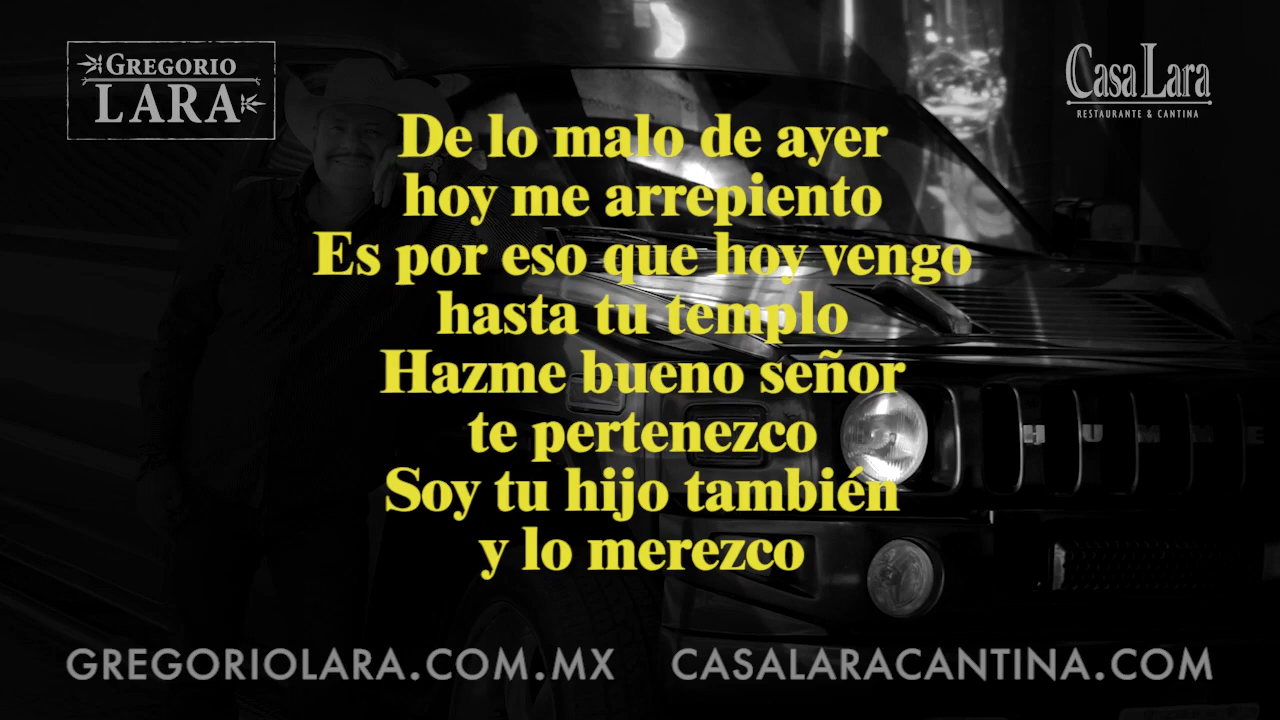 GREGORIO
LARA
Casa Lara
RESTAURANTE & CANTINA
De lo malo de ayer
hoy me arrepiento
Es por eso que hoy vengo
hasta tu templo
Hazme bueno señor
te pertenezco
Soy tu hijo también
y lo merezco
HUMME
GREGORIOLARA.COM.MX
CASALARACANTINA.COM